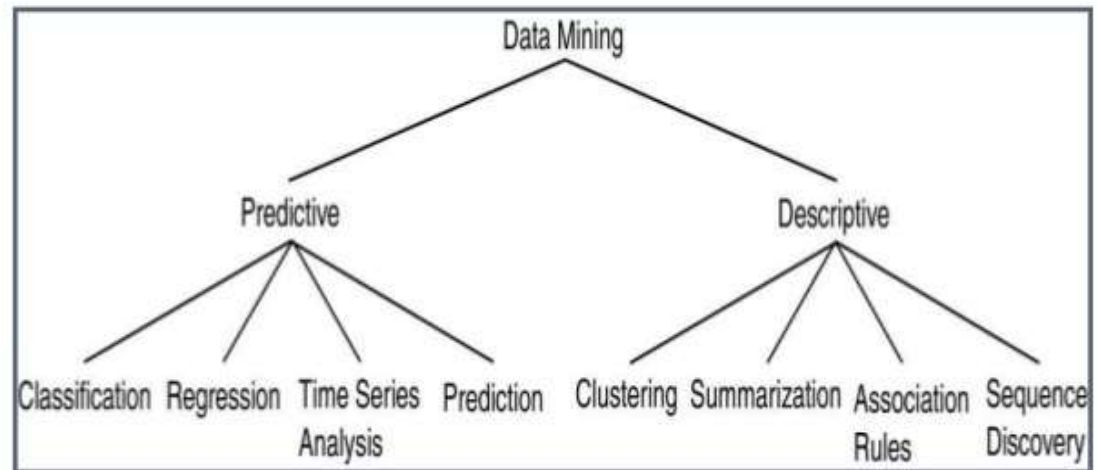 Data Mining
Predictive Descriptive
Classification Regression Time Series Prediction Clustering Summarization Association Sequence
Analysis Rules Discovery